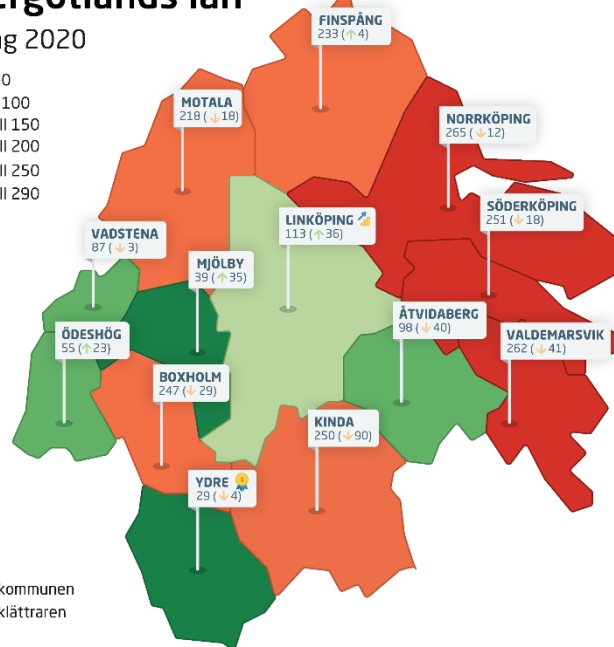 ergötlands län
ng 2020
0
100
ll 150
ll 200
ll 250
ll 290
FINSPÅNG
233 (↑4)
MOTALA
218 (↓18)
NORRKÖPING
265 (↓12)
SÖDERKÖPING
251 (↓18)
LINKÖPING
113 (↑36)
VADSTENA
87 (↓3)
MJÖLBY
39 (↑35)
ÅTVIDABERG
98 (↓40)
VALDEMARSVIK
262 (↓41)
ÖDESHÖG
55 (↑23)
BOXHOLM
247 (↓29)
KINDA
250 (↓90)
YDRE
29 (↓4)
kommunen
klättraren